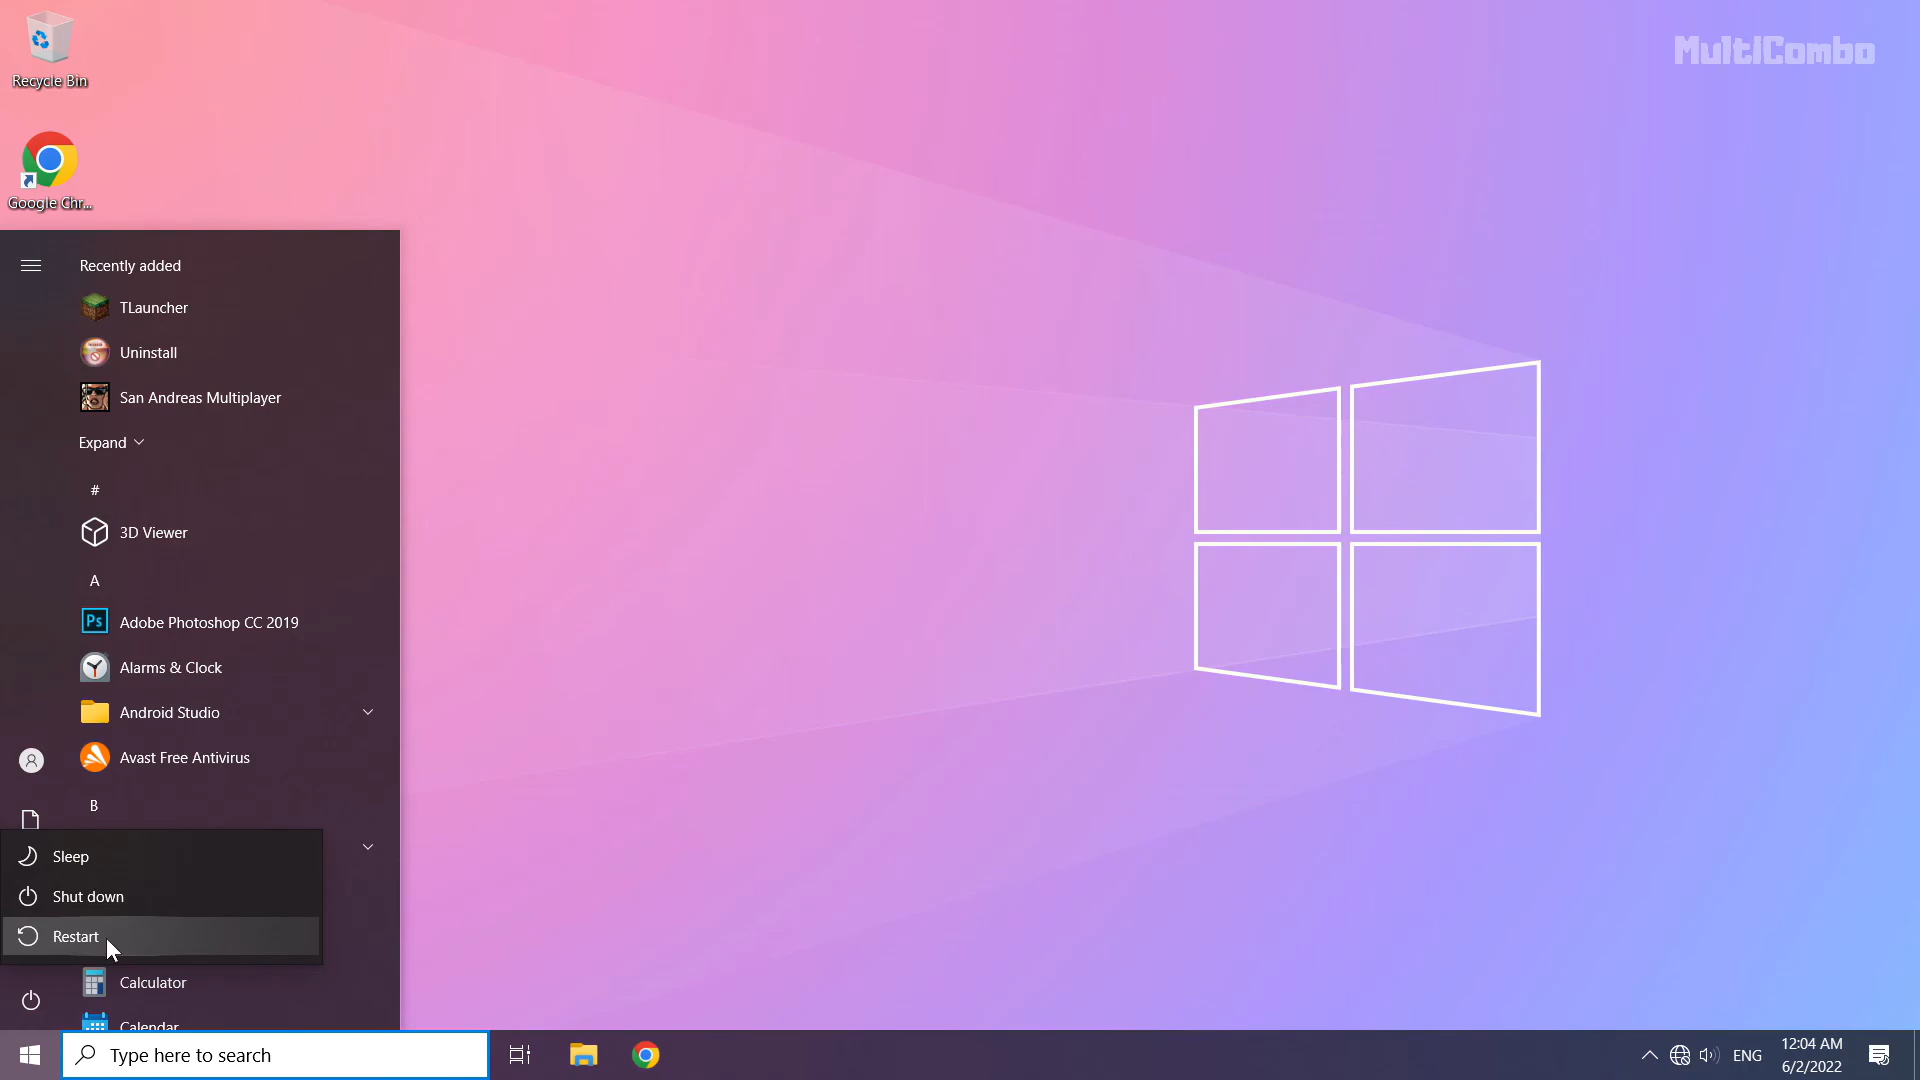 MultiCombo
Recycle Bin
Google Chr...
Recently added
TLauncher
Uninstall
San Andreas Multiplayer
Expand
#
3D Viewer
A
Ps
Adobe Photoshop CC 2019
Alarms & Clock
Android Studio
Avast Free Antivirus
B
Sleep
Shut down
Restart
Calculator
Calendar
Type here to search
ENG
12:04 AM
6/2/2022